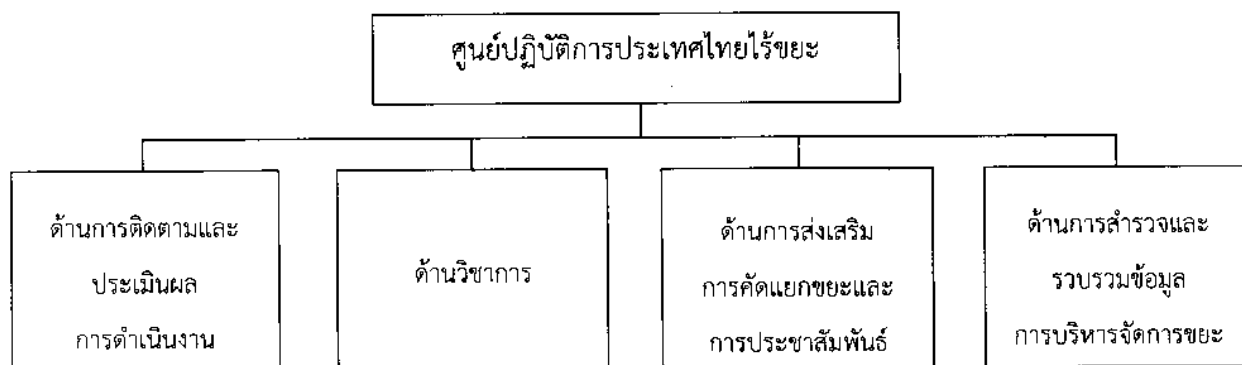 ศูนย์ปฏิบัติการประเทศไทยไร้ขยะ
ด้านการติดตามและ
ประเมินผล
การดำเนินงาน
ด้านวิชาการ
ด้านการส่งเสริม
การคัดแยกขยะและ
การประชาสัมพันธ์
ด้านการสำรวจและ
รวบรวมข้อมูล
การบริหารจัดการขยะ